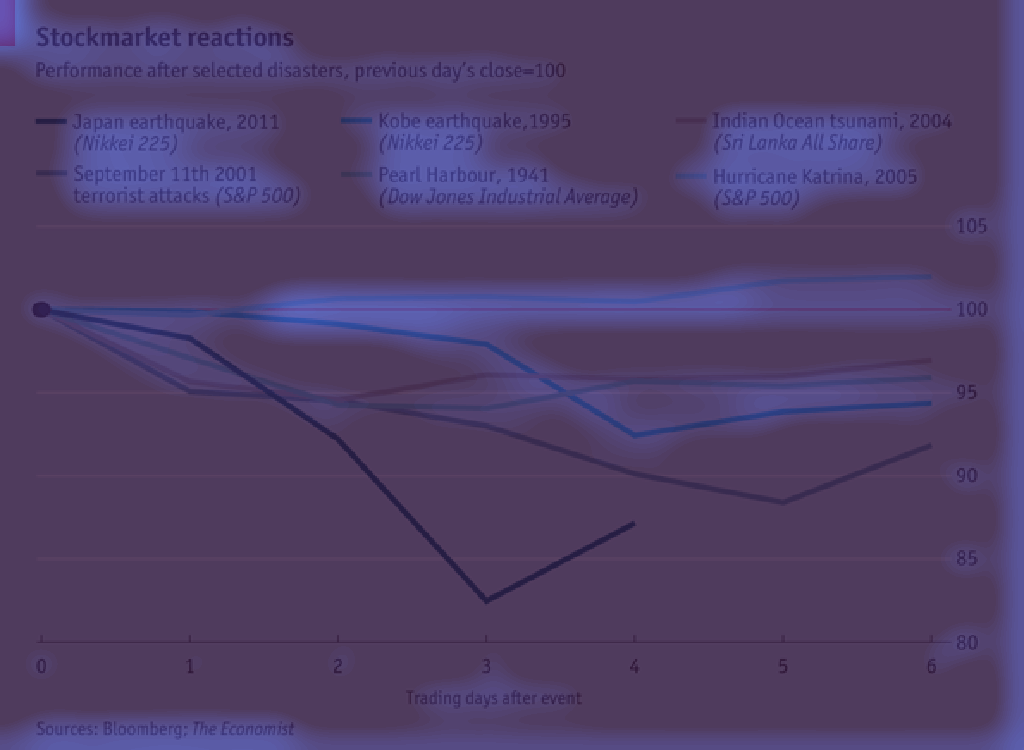 Stockmarket reactions
Performance after selected disasters, previous day's close=100
Japan earthquake, 2011
(Nikkei 225)
Kobe earthquake,1995
(Nikkei 225)
Indian Ocean tsunami, 2004
(Sri Lanka All Share)
September 11th 2001
terrorist attacks (S&P 500)
Pearl Harbour, 1941
(Dow Jones Industrial Average)
Hurricane Katrina, 2005
(S&P 500)
105
100
95
90
85
80
0 1 2 3 4 5 6
Trading days after event
Sources: Bloomberg; The Economist